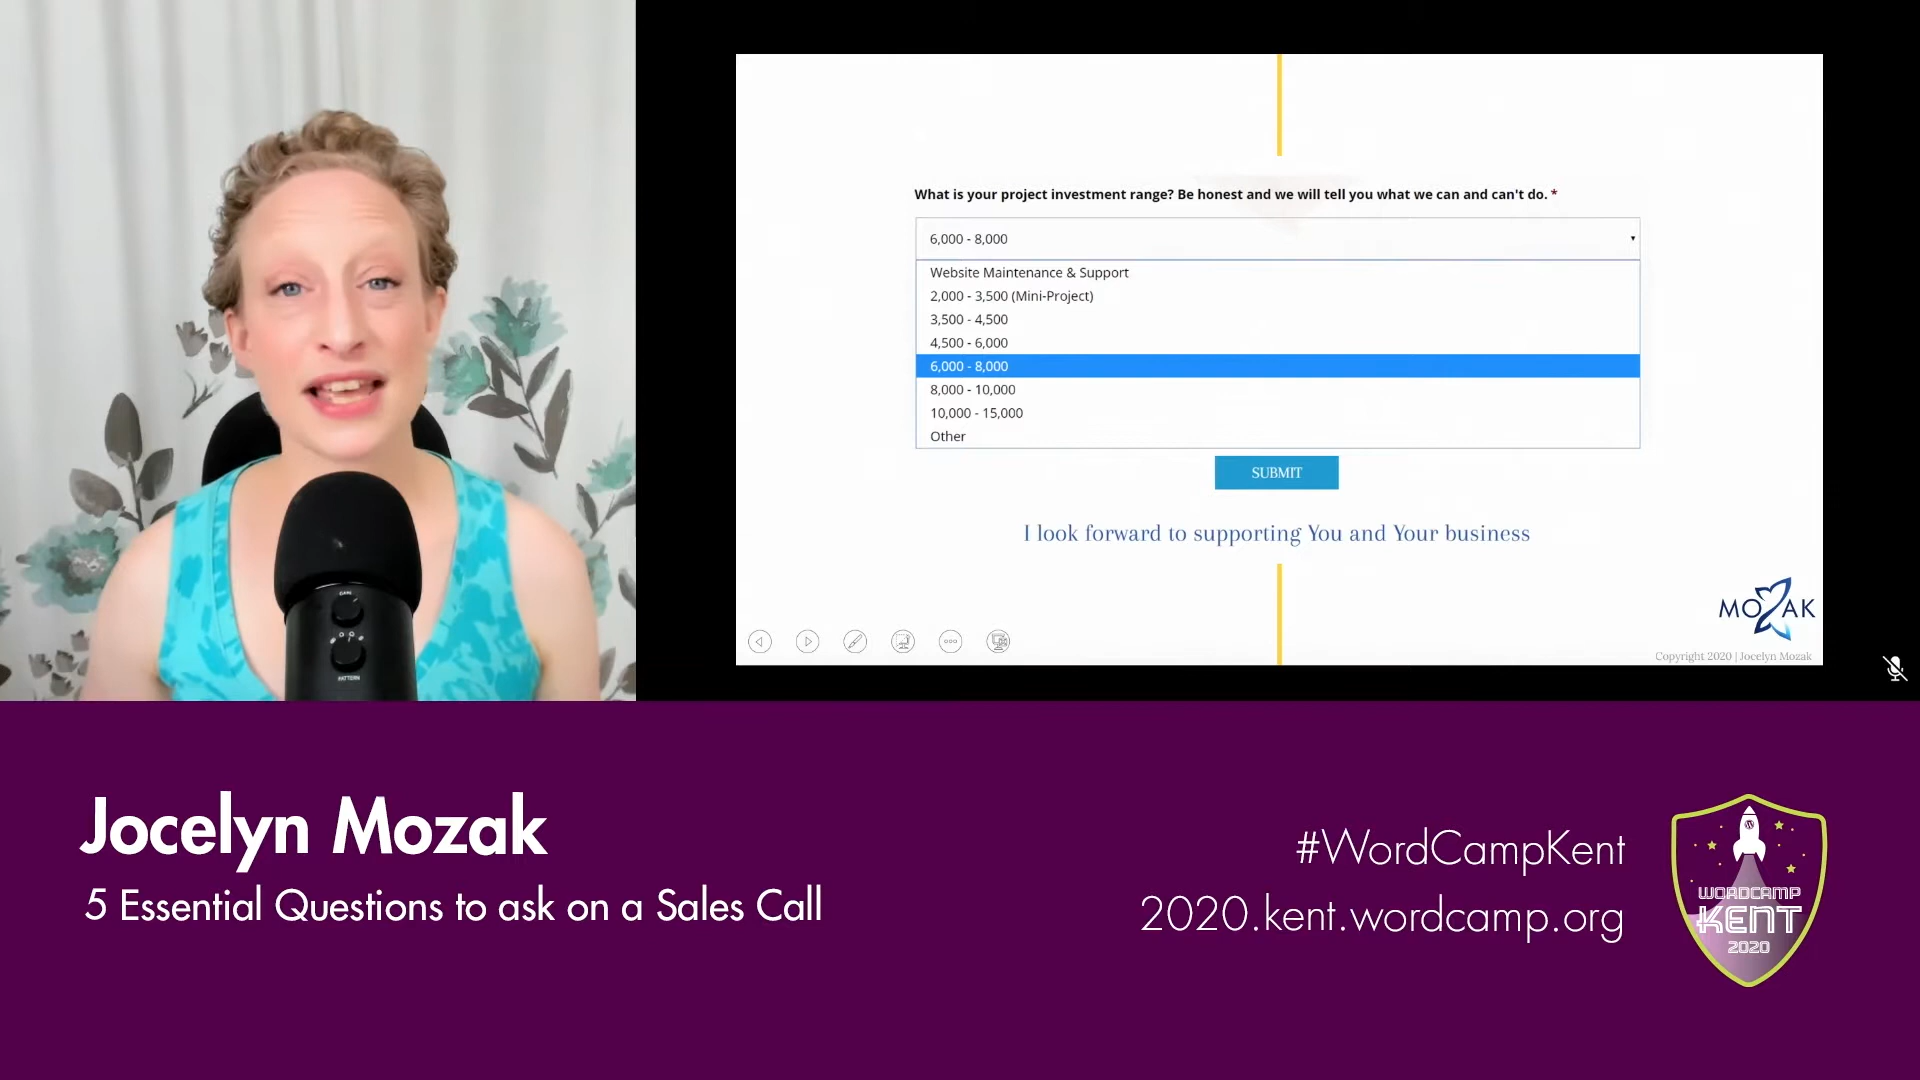 What is your project investment range? Be honest and we will tell you what we can and can't do. *
6,000 - 8,000
Website Maintenance & Support
2,000 - 3,500 (Mini-Project)
3,500 - 4,500
4,500 - 6,000
6,000 - 8,000
8,000 - 10,000
10,000 - 15,000
Other
SUBMIT
I look forward to supporting You and Your business
MOZAK
Copyright 2020 | Jocelyn Mozak
GAIN
PATTERN
Jocelyn Mozak
5 Essential Questions to ask on a Sales Call
#WordCampKent
2020.kent.wordcamp.org
WORDCAMP
KENT
2020